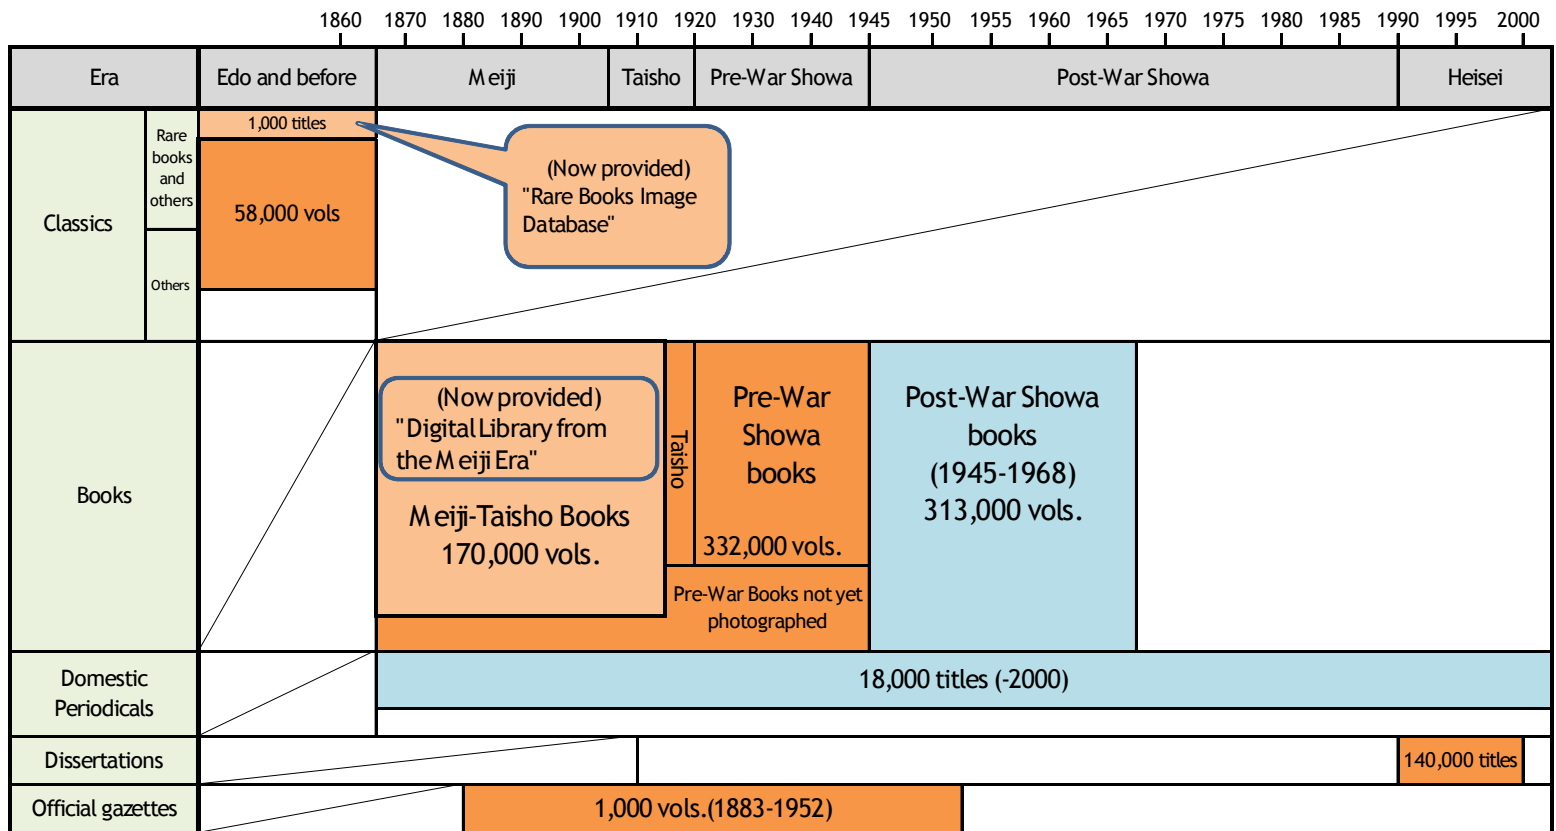 1860 1870 1880 1890 1900 1910 1920 1930 1940 1945 1950 1955 1960 1965 1970 1975 1980 1985 1990 1995 2000
Era Edo and before Meiji Taisho Pre-War Showa Post-War Showa Heisei
Classics
Rare
books
and
others
Others
1,000 titles
58,000 vols
(Now provided)
"Rare Books Image
Database"
Books
(Now provided)
"Digital Library from
the Meiji Era"
Meiji-Taisho Books
170,000 vols.
Taisho
Pre-War
Showa
books
332,000 vols.
Pre-War Books not yet
photographed
Post-War Showa
books
(1945-1968)
313,000 vols.
Domestic
Periodicals
18,000 titles (-2000)
Dissertations
140,000 titles
Official gazettes
1,000 vols.(1883-1952)